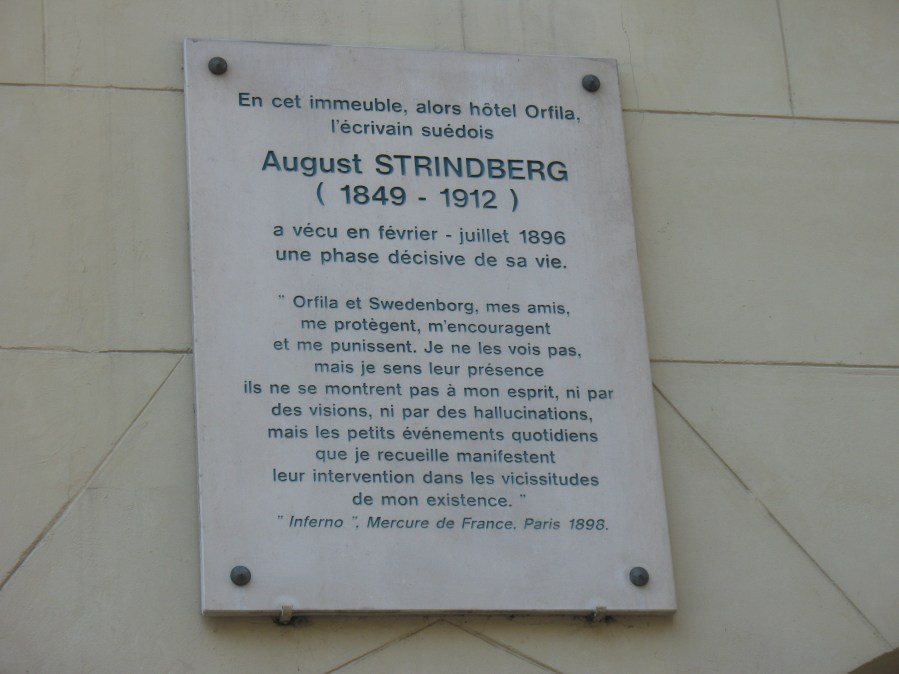 En cet immeuble, alors hôtel Orfila,
l'écrivain suédois
August STRINDBERG
( 1849 - 1912 )
a vécu en février - juillet 1896
une phase décisive de sa vie.
" Orfila et Swedenborg, mes amis,
me protègent, m'encouragent
et me punissent. Je ne les vois pas,
mais je sens leur présence
ils ne se montrent pas à mon esprit, ni par
des visions, ni par des hallucinations,
mais les petits événements quotidiens
que je recueille manifestent
leur intervention dans les vicissitudes
de mon existence. "
" Inferno ", Mercure de France, Paris 1898.